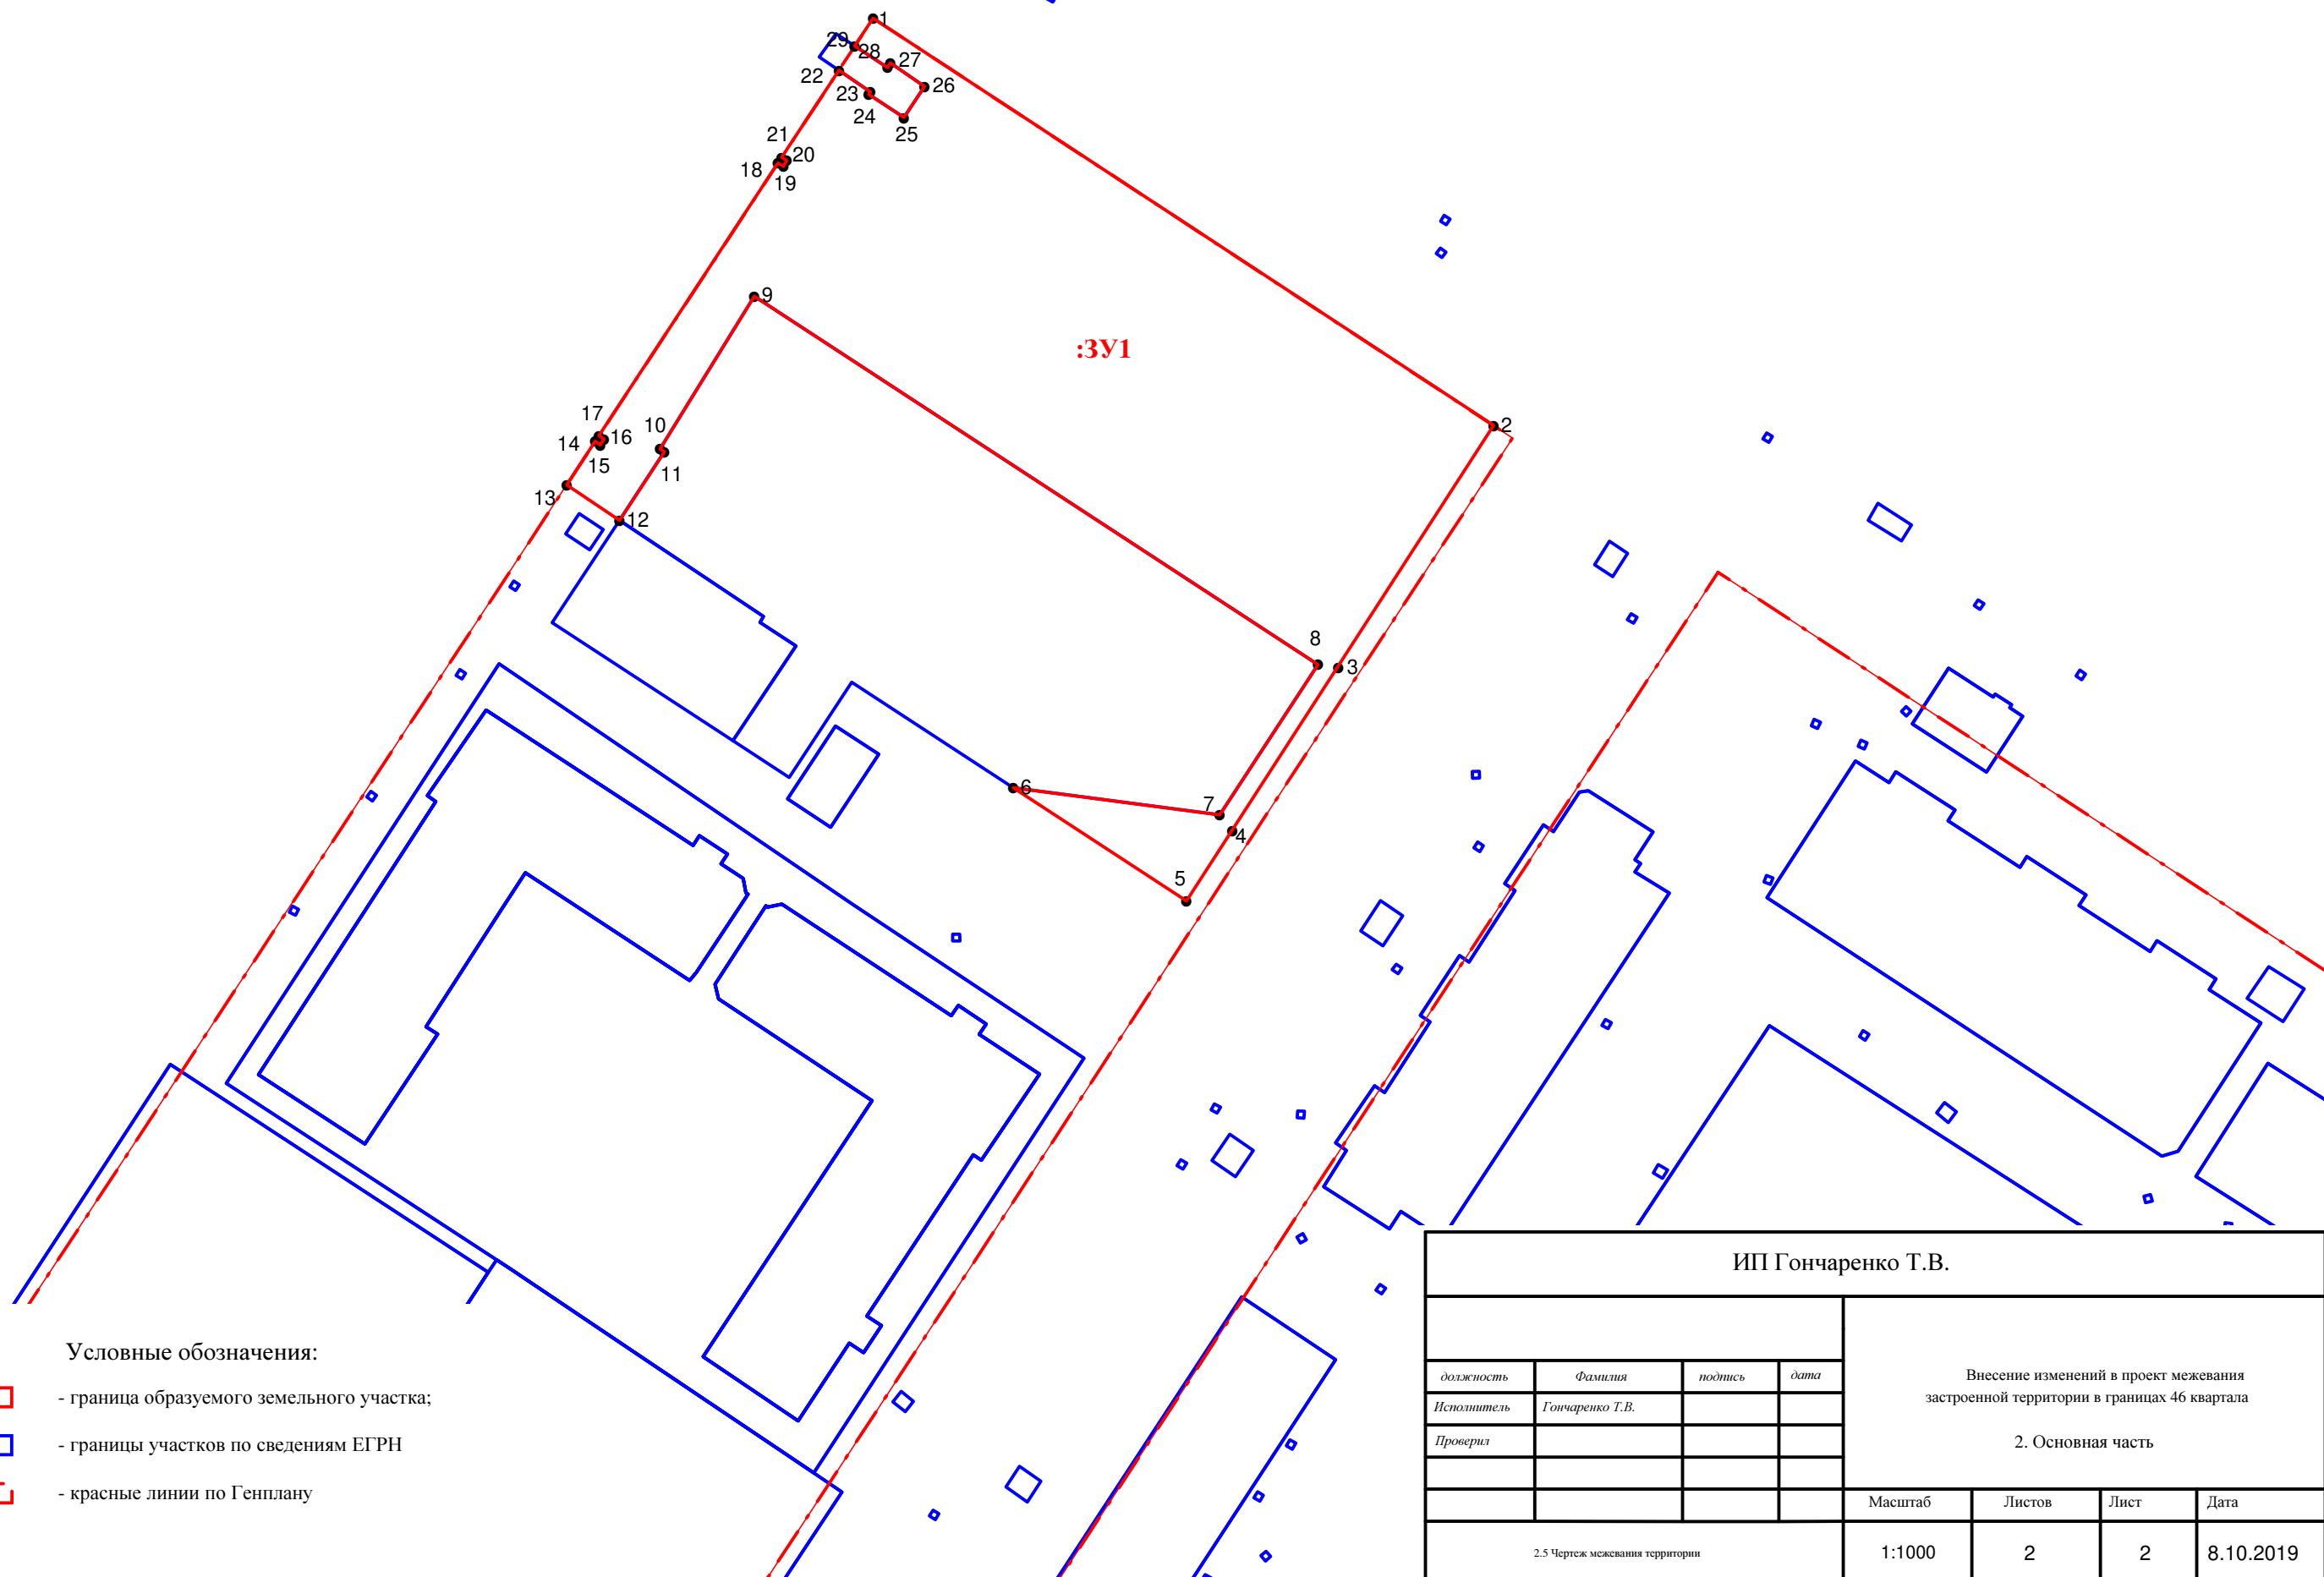 1
29
28
27
22
26
23
24
25
21
20
18
19
9
:ЗУ1
2
17
10
14
16
15
11
13
12
8
3
6
7
4
5
Условные обозначения:
- граница образуемого земельного участка;
- границы участков по сведениям ЕГРН
- красные линии по Генплану
ИП Гончаренко Т.В.
должность Фамилия подпись дата
Исполнитель Гончаренко Т.В.
Проверил
Внесение изменений в проект межевания
застроенной территории в границах 46 квартала
2. Основная часть
Масштаб Листов Лист Дата
2.5 Чертеж межевания территории 1:1000 2 2 8.10.2019